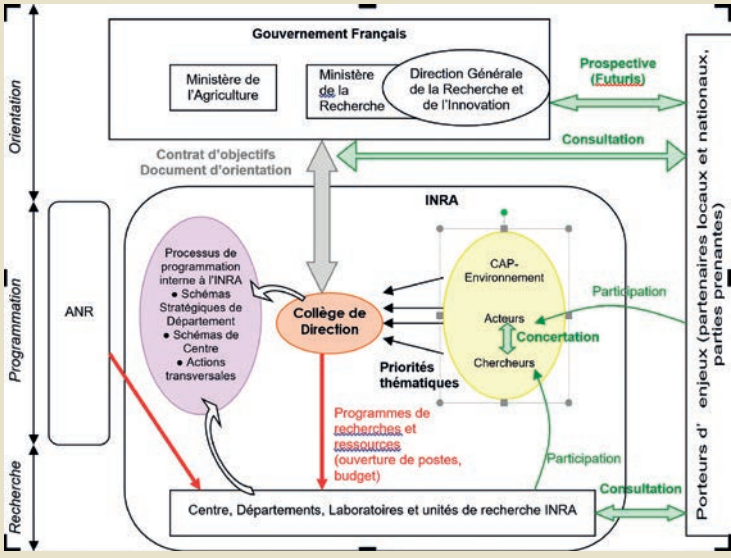 Gouvernement Français
Ministère de
l'Agriculture
Ministère
de la
Recherche
Direction Générale
de la Recherche et
de l'Innovation
Prospective
(Futuris)
Consultation
Contrat d'objectifs
Document d'orientation
Orientation
Programmation
Recherche
ANR
INRA
Processus de
programmation
interne à l'INRA
● Schémas
Stratégiques de
Département
● Schémas de
Centre
● Actions
transversales
Collège de
Direction
CAP-
Environnement
Acteurs
Concertation
Chercheurs
Priorités
thématiques
Participation
Programmes de
recherches et
ressources
(ouverture de postes,
budget)
Participation
Consultation
Centre, Départements, Laboratoires et unités de recherche INRA
Porteurs d' enjeux (partenaires locaux et nationaux,
parties prenantes)